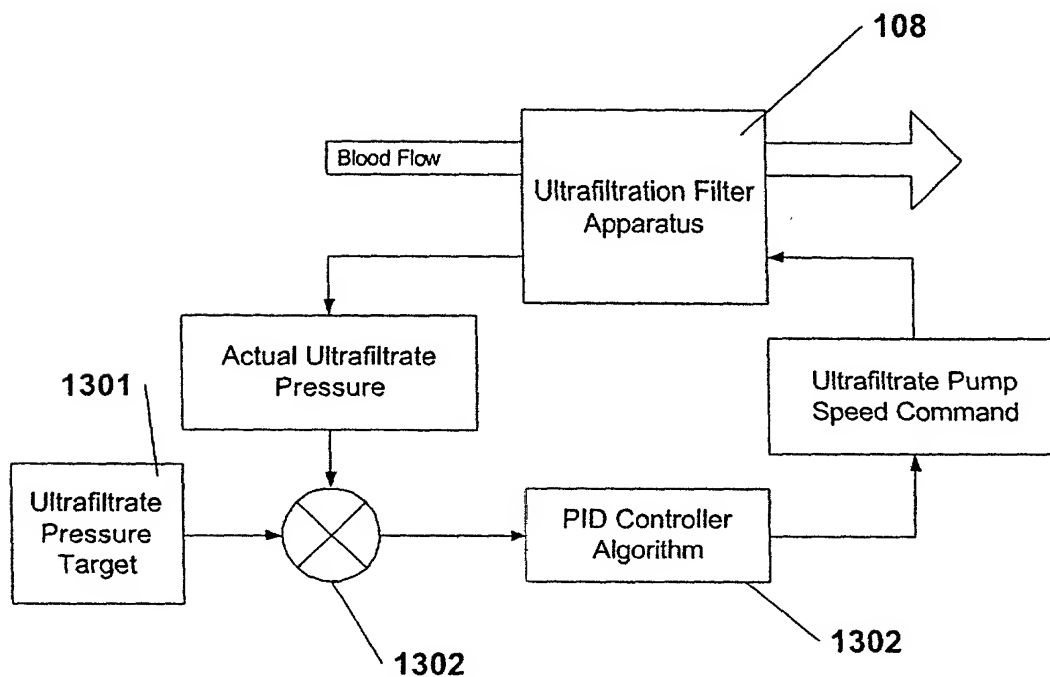 108
Blood Flow
Ultrafiltration Filter
Apparatus
Actual Ultrafiltrate
Pressure
1301
Ultrafiltrate Pump
Speed Command
Ultrafiltrate
Pressure
Target
PID Controller
Algorithm
1302
1302